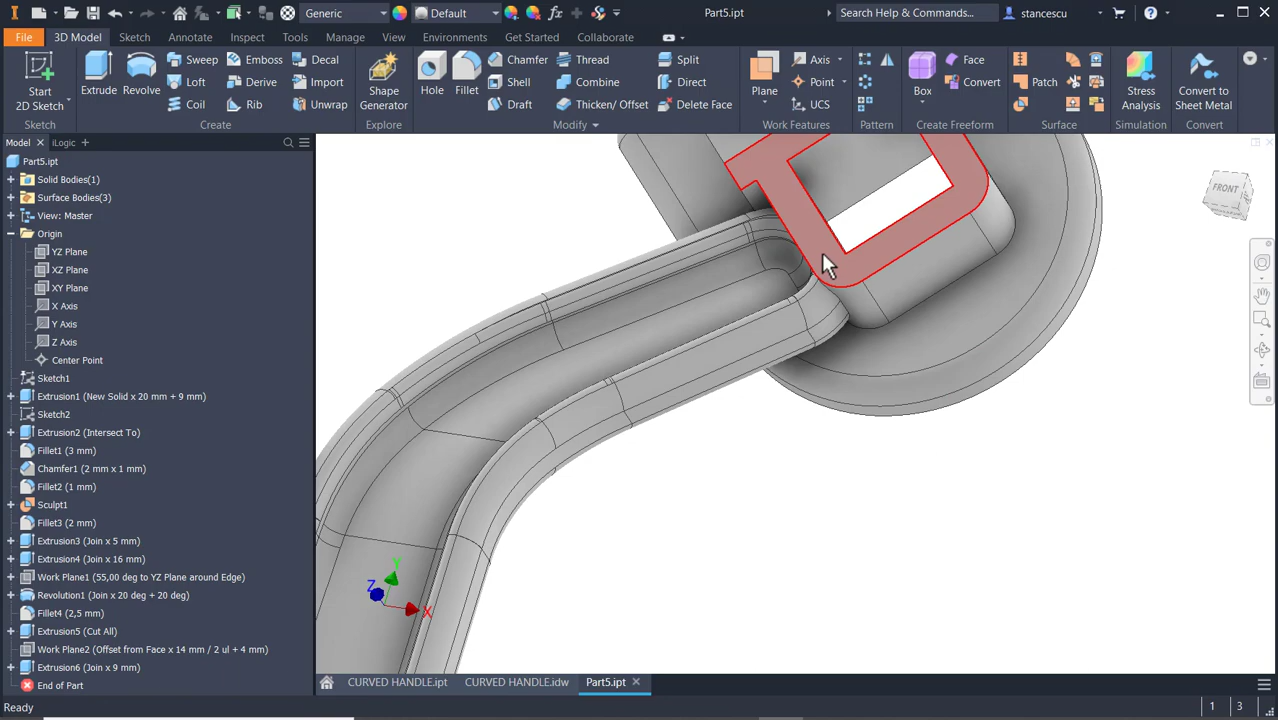 Generic
Default
Part5.ipt
Search Help & Commands...
stancescu
File
3D Model
Sketch
Annotate
Inspect
Tools
Manage
View
Environments
Get Started
Collaborate
Start
2D Sketch
Extrude
Revolve
Sweep
Loft
Coil
Emboss
Derive
Rib
Decal
Import
Unwrap
Shape
Generator
Hole
Fillet
Chamfer
Shell
Draft
Thread
Combine
Thicken/ Offset
Split
Direct
Delete Face
Plane
Axis
Point
UCS
Box
Face
Convert
Patch
Stress
Analysis
Convert to
Sheet Metal
Sketch
Create
Explore
Modify
Work Features
Pattern
Create Freeform
Surface
Simulation
Convert
Model
iLogic
Part5.ipt
Solid Bodies(1)
Surface Bodies(3)
View: Master
Origin
YZ Plane
XZ Plane
XY Plane
X Axis
Y Axis
Z Axis
Center Point
Sketch1
Extrusion1 (New Solid x 20 mm + 9 mm)
Sketch2
Extrusion2 (Intersect To)
Fillet1 (3 mm)
Chamfer1 (2 mm x 1 mm)
Fillet2 (1 mm)
Sculpt1
Fillet3 (2 mm)
Extrusion3 (Join x 5 mm)
Extrusion4 (Join x 16 mm)
Work Plane1 (55,00 deg to YZ Plane around Edge)
Revolution1 (Join x 20 deg + 20 deg)
Fillet4 (2,5 mm)
Extrusion5 (Cut All)
Work Plane2 (Offset from Face x 14 mm / 2 ul + 4 mm)
Extrusion6 (Join x 9 mm)
End of Part
FRONT
Y
Z
X
CURVED HANDLE.ipt
CURVED HANDLE.idw
Part5.ipt
Ready
1
3